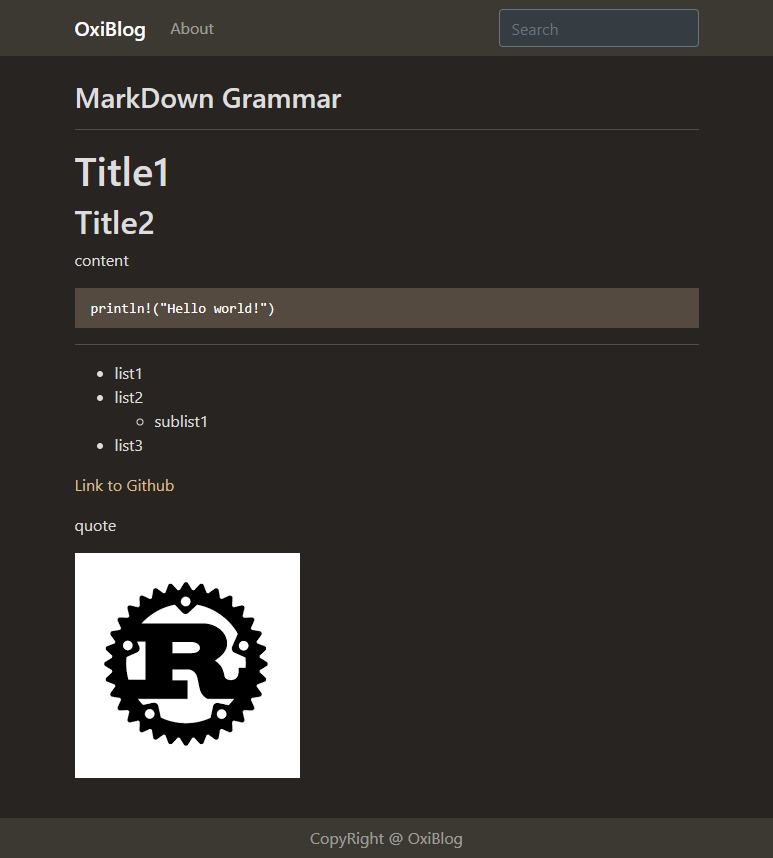 OxiBlog About Search
MarkDown Grammar
Title1
Title2
content
println!("Hello world!")
list1
list2
sublist1
list3
Link to Github
quote
R
CopyRight @ OxiBlog